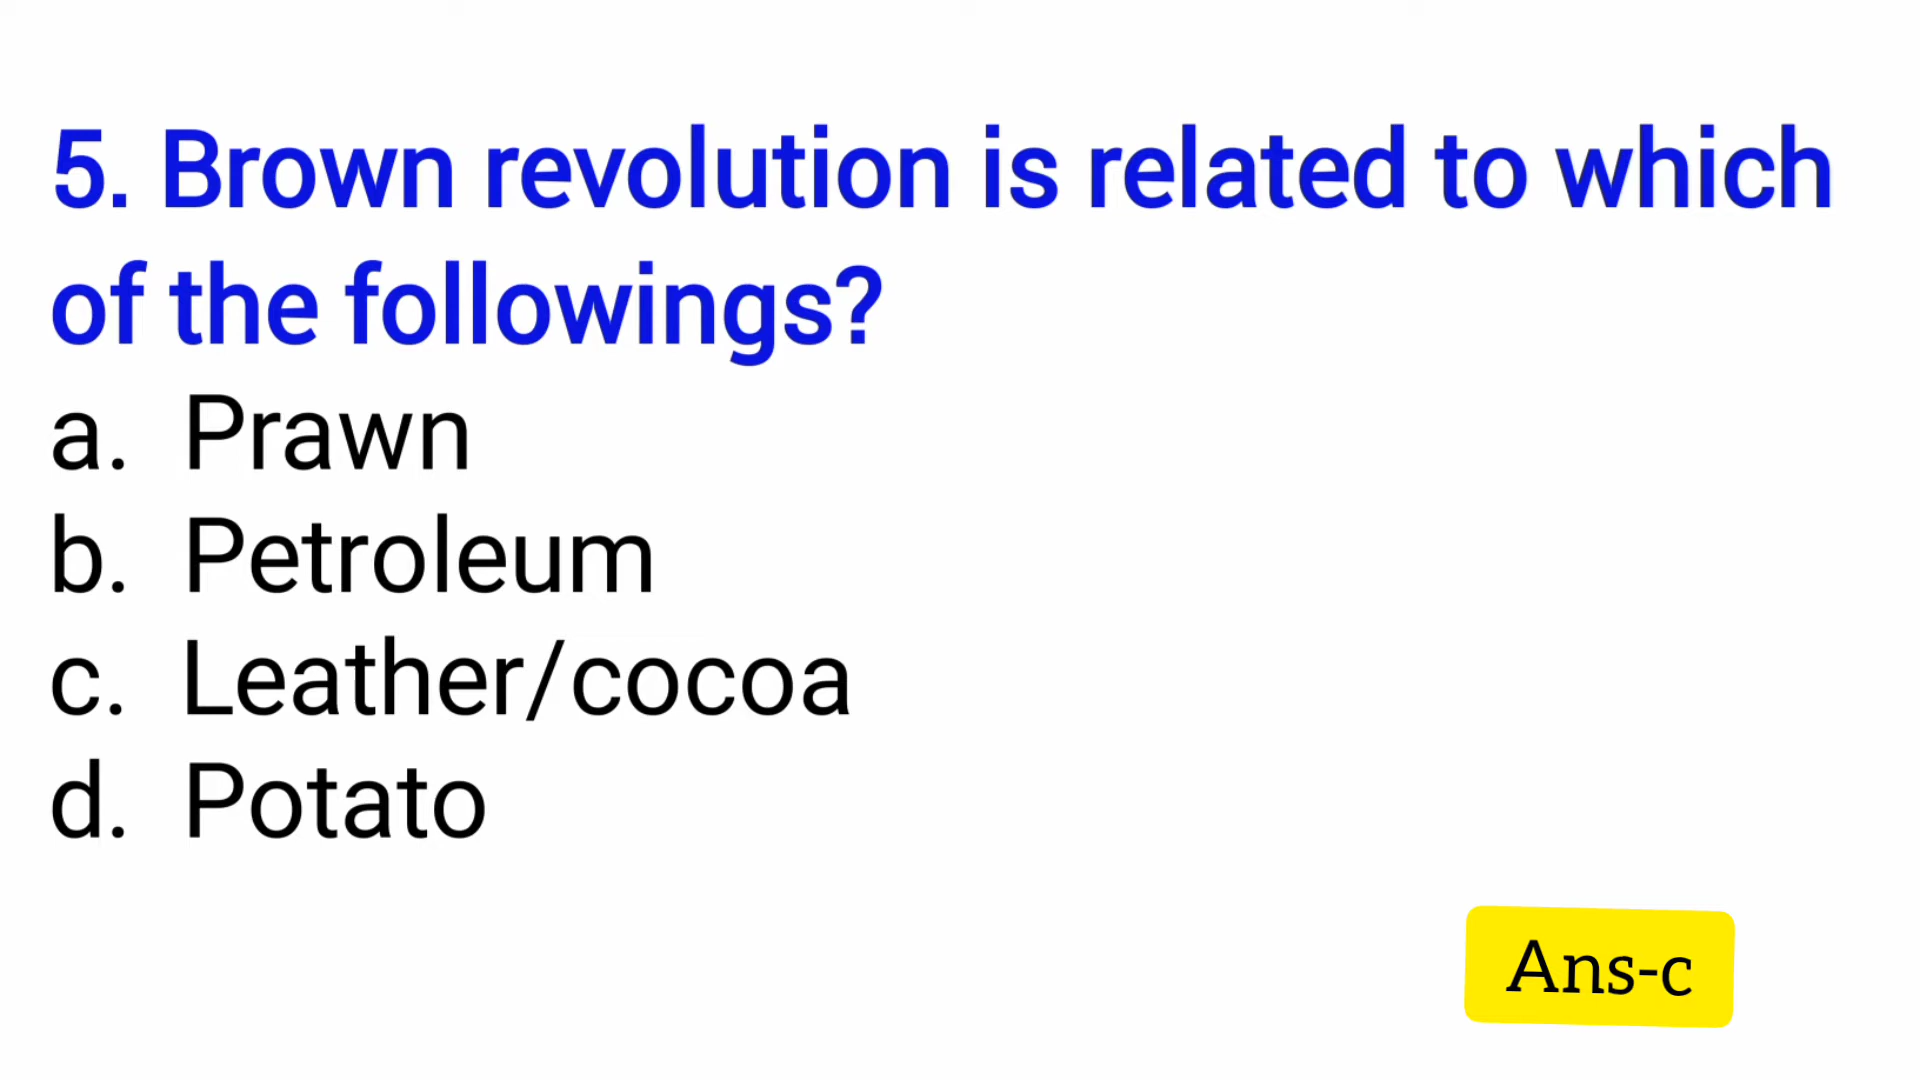 5. Brown revolution is related to which
of the followings?
a. Prawn
b. Petroleum
c. Leather/cocoa
d. Potato
Ans-c